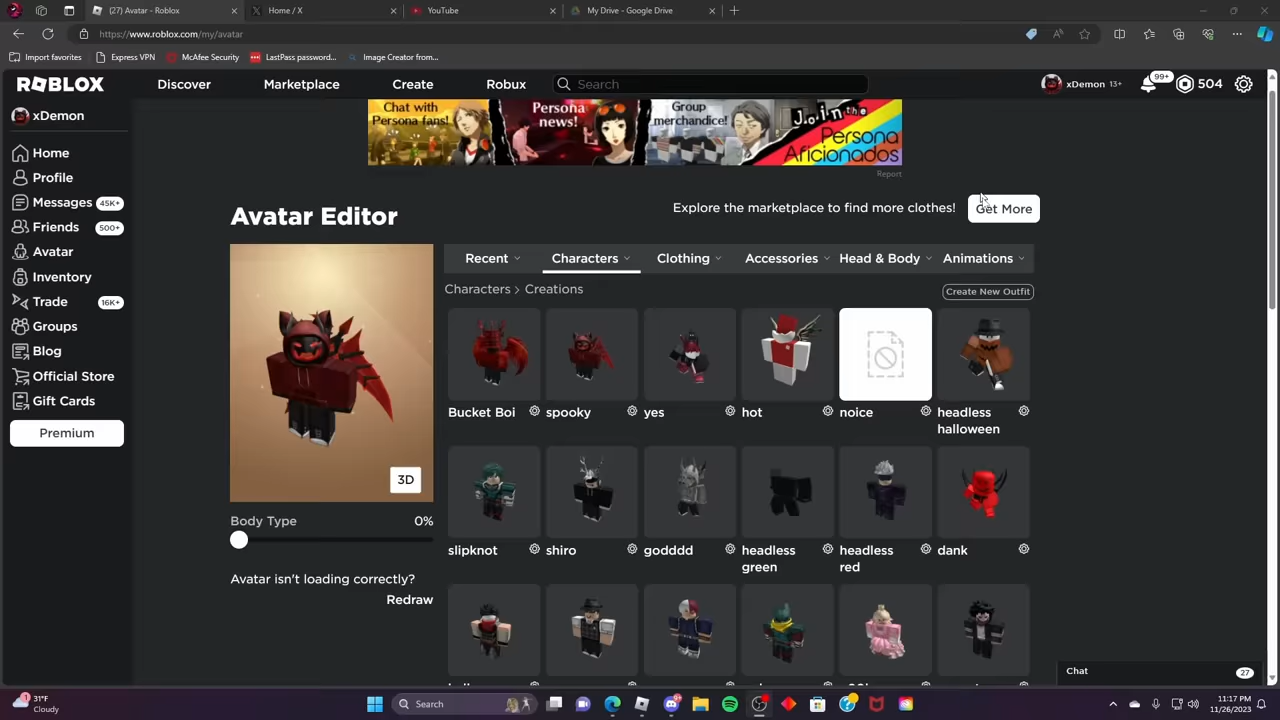 (27) Avatar - Roblox
Home / X
YouTube
My Drive - Google Drive
https://www.roblox.com/my/avatar
Import favorites
Express VPN
McAfee Security
LastPass password...
Image Creator from...
ROBLOX
Discover
Marketplace
Create
Robux
Search
xDemon 13+
99+
504
xDemon
Home
Profile
Messages 45K+
Friends 500+
Avatar
Inventory
Trade 16K+
Groups
Blog
Official Store
Gift Cards
Premium
Chat with
Persona fans!
Persona
news!
Group
merchandise!
Join the
Persona
Aficionados
Report
Avatar Editor
Explore the marketplace to find more clothes!
Get More
3D
Body Type 0%
Avatar isn't loading correctly?
Redraw
Recent
Characters
Clothing
Accessories
Head & Body
Animations
Characters > Creations
Create New Outfit
Bucket Boi
spooky
yes
hot
noice
headless
halloween
slipknot
shiro
godddd
headless
green
headless
red
dank
Chat 27
1
31°F
Cloudy
Search
11:17 PM
11/26/2023